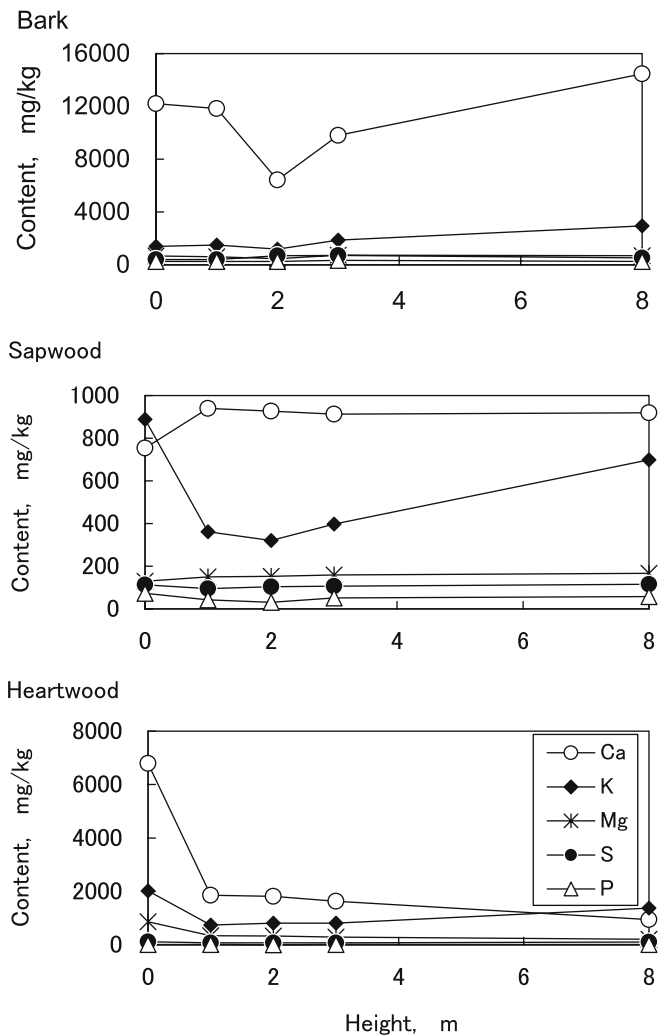 Bark
Content, mg/kg
16000
12000
8000
4000
0
0 2 4 6 8
Sapwood
Content, mg/kg
1000
800
600
400
200
0
0 2 4 6 8
Heartwood
Content, mg/kg
8000
6000
4000
2000
0
Ca
K
Mg
S
P
0 2 4 6 8
Height, m